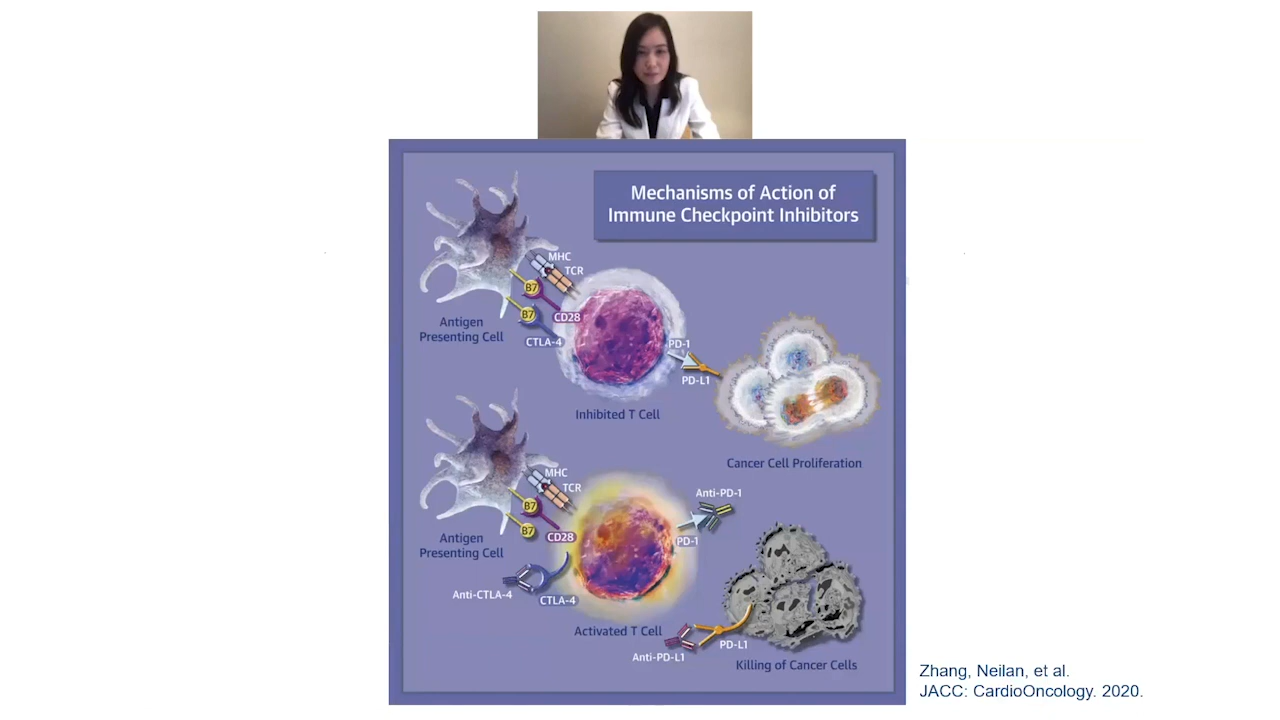 Mechanisms of Action of
Immune Checkpoint Inhibitors
MHC
TCR
B7
B7
CD28
CTLA-4
Antigen
Presenting Cell
PD-1
PD-L1
Inhibited T Cell
Cancer Cell Proliferation
MHC
TCR
B7
B7
CD28
Antigen
Presenting Cell
Anti-CTLA-4
CTLA-4
Anti-PD-1
PD-1
Activated T Cell
Anti-PD-L1
PD-L1
Killing of Cancer Cells
Zhang, Neilan, et al.
JACC: CardioOncology. 2020.